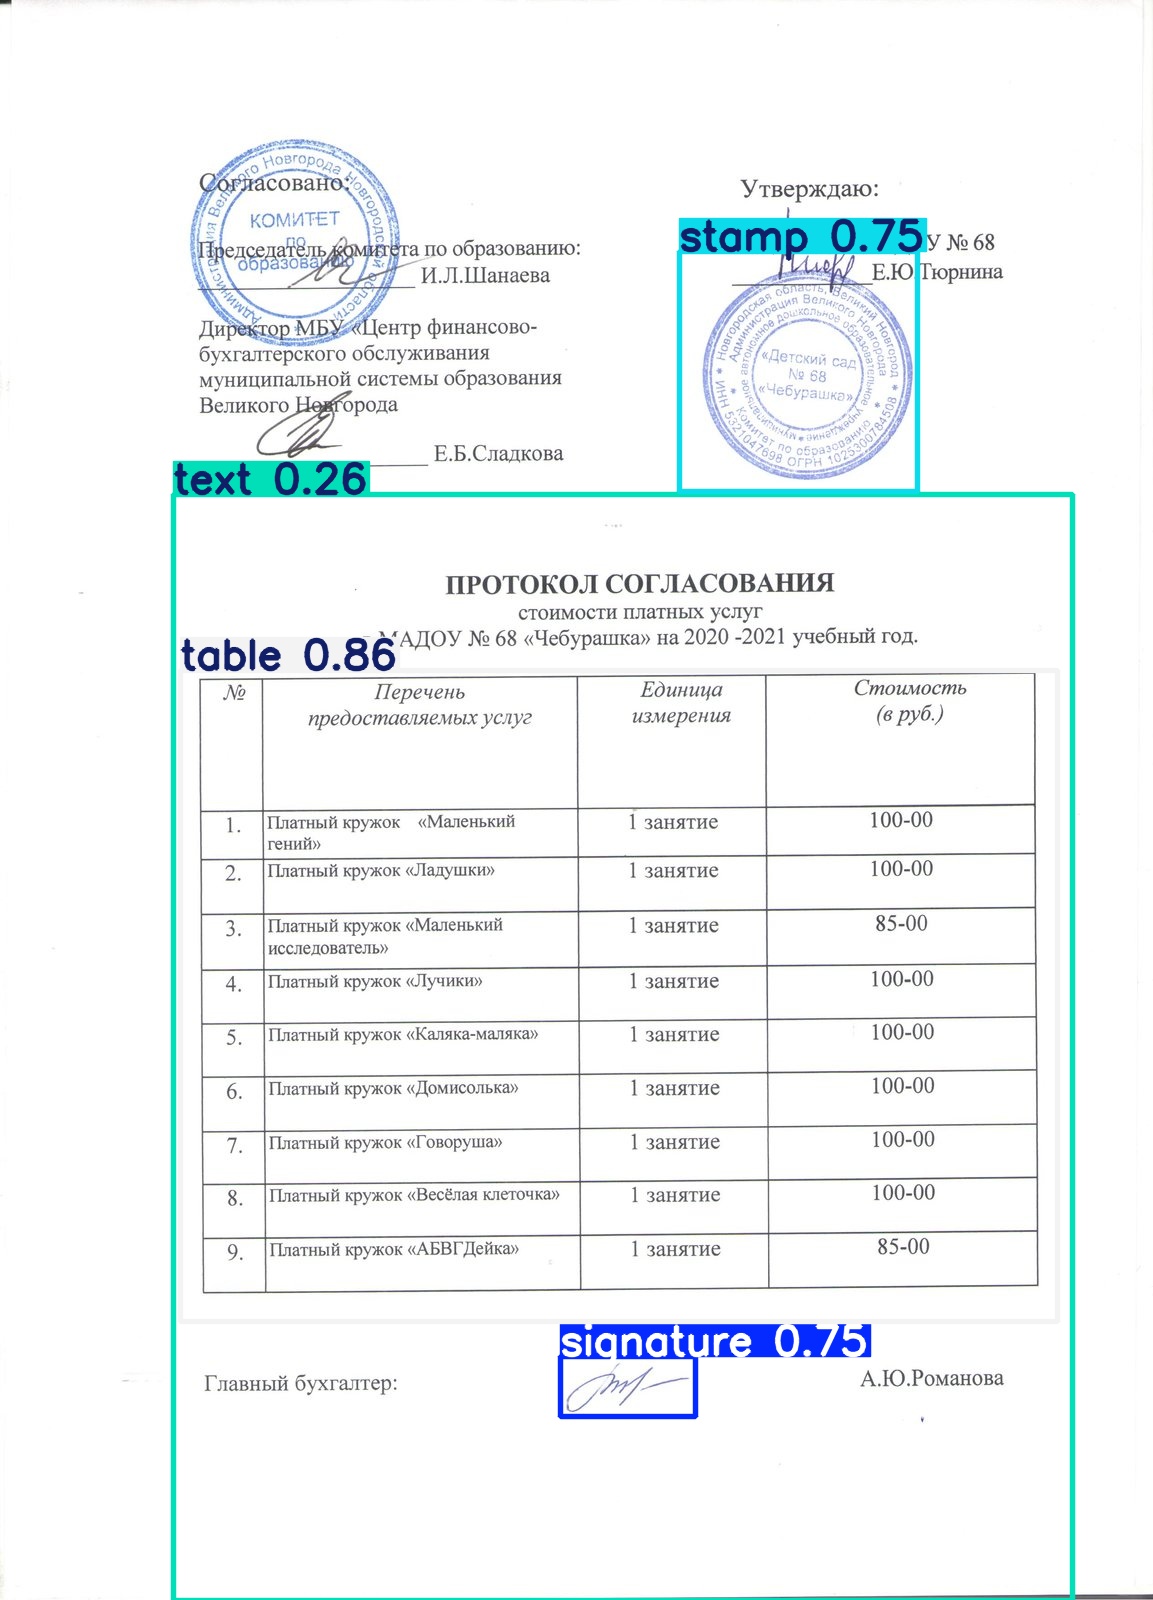 Согласовано:
Председатель комитета по образованию:
И.Л.Шанаева
Директор МБУ «Центр финансово-
бухгалтерского обслуживания
муниципальной системы образования
Великого Новгорода
Е.Б.Сладкова
Администрация Великого Новгорода Новгородской области
КОМИТЕТ
по
образованию
Утверждаю:
stamp 0.75
У № 68
Е.Ю Тюрнина
Новгородская область, Великий Новгород * ИНН 5321047698 ОГРН 1025300784508 *
Администрация Великого Новгорода * Комитет по образованию *
муниципальное автономное дошкольное образовательное учреждение
«Детский сад
№ 68
«Чебурашка»
text 0.26
ПРОТОКОЛ СОГЛАСОВАНИЯ
стоимости платных услуг
МАДОУ № 68 «Чебурашка» на 2020 -2021 учебный год.
table 0.86
№ Перечень предоставляемых услуг Единица измерения Стоимость (в руб.)
1. Платный кружок «Маленький гений» 1 занятие 100-00
2. Платный кружок «Ладушки» 1 занятие 100-00
3. Платный кружок «Маленький исследователь» 1 занятие 85-00
4. Платный кружок «Лучики» 1 занятие 100-00
5. Платный кружок «Каляка-маляка» 1 занятие 100-00
6. Платный кружок «Домисолька» 1 занятие 100-00
7. Платный кружок «Говоруша» 1 занятие 100-00
8. Платный кружок «Весёлая клеточка» 1 занятие 100-00
9. Платный кружок «АБВГДейка» 1 занятие 85-00
signature 0.75
Главный бухгалтер: А.Ю.Романова